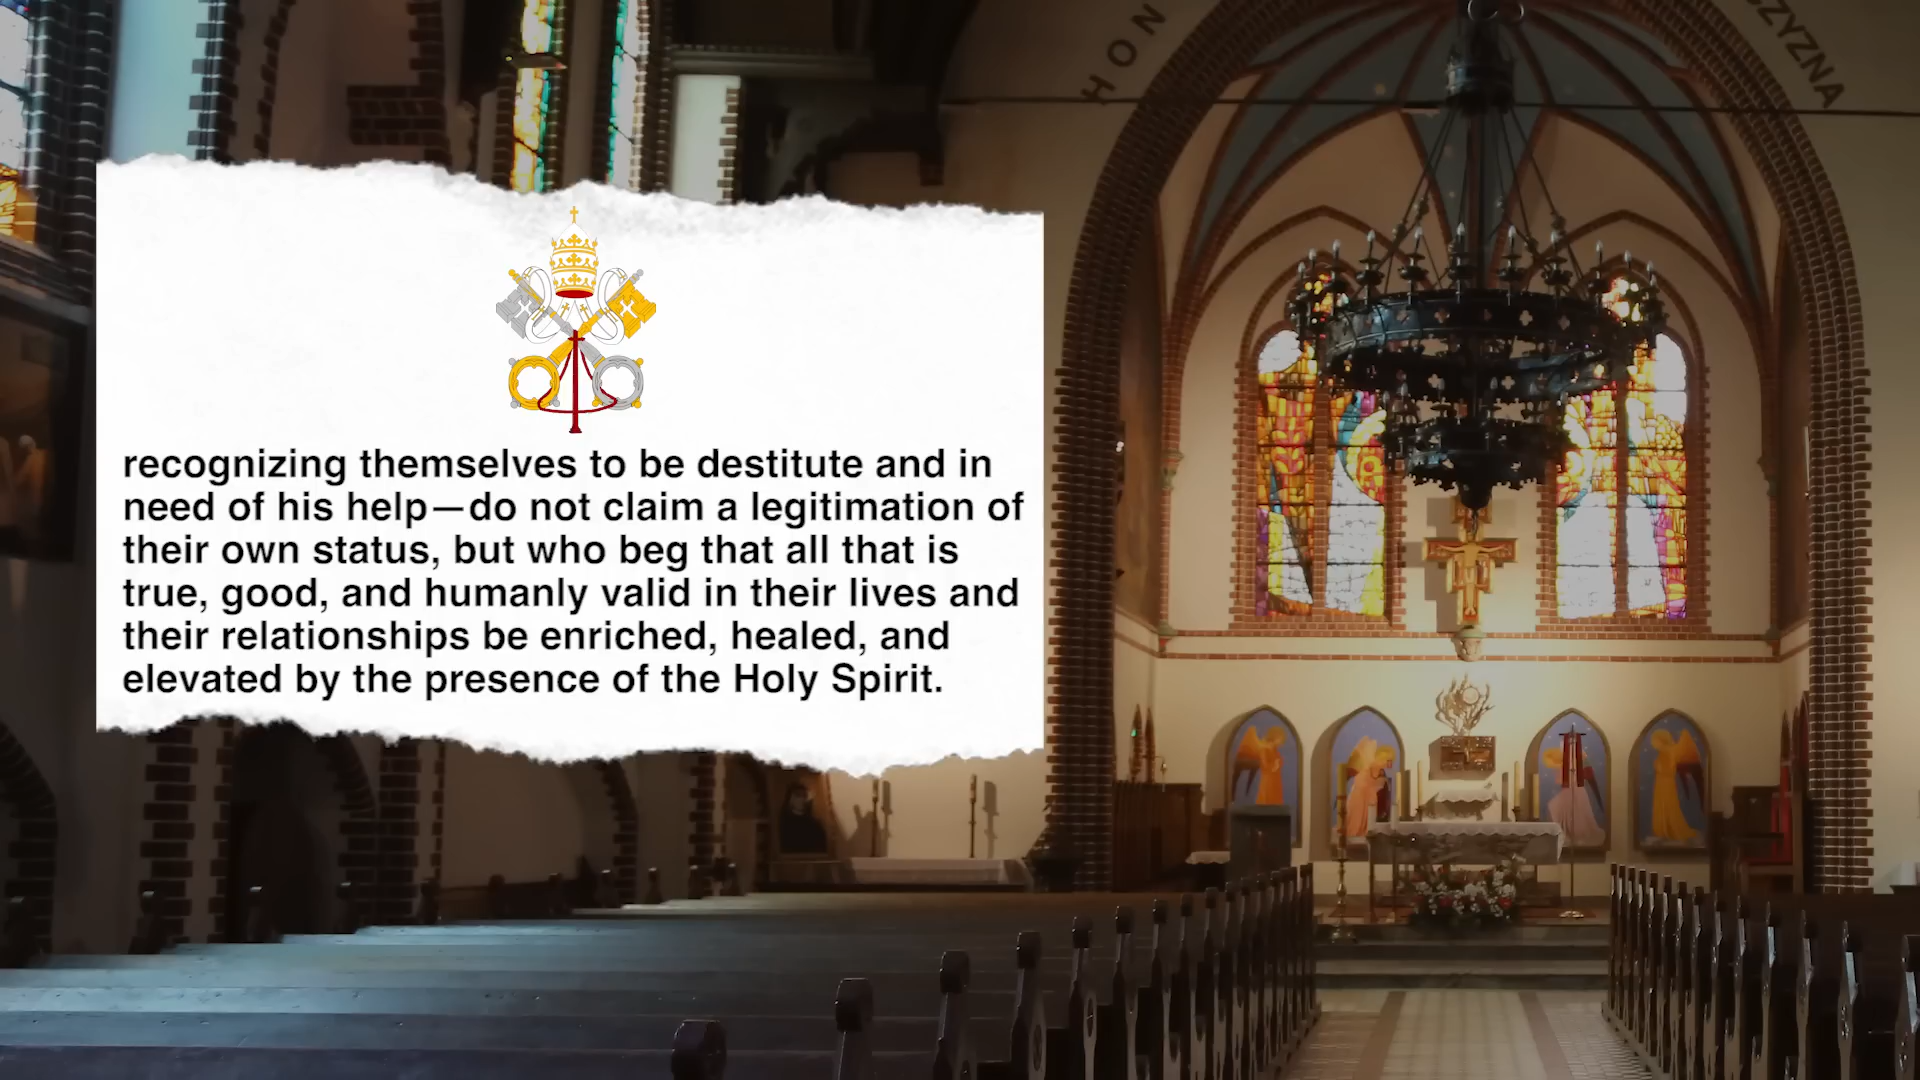 HON
SZYZNA
recognizing themselves to be destitute and in
need of his help—do not claim a legitimation of
their own status, but who beg that all that is
true, good, and humanly valid in their lives and
their relationships be enriched, healed, and
elevated by the presence of the Holy Spirit.